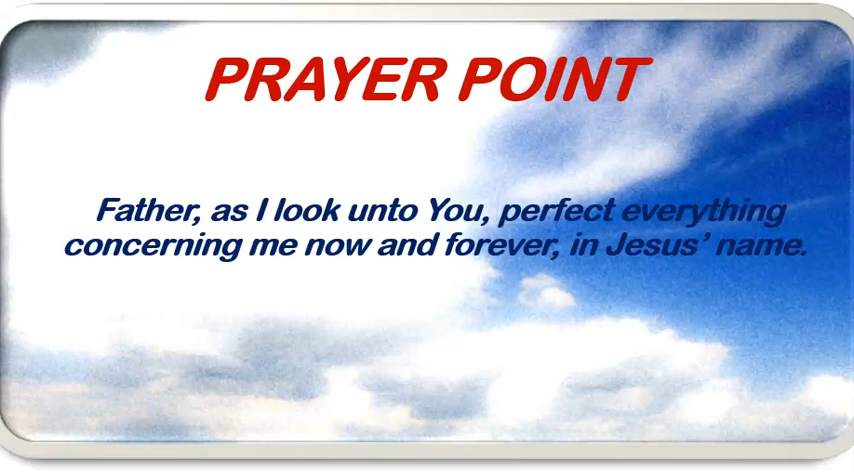 PRAYER POINT
Father, as I look unto You, perfect everything
concerning me now and forever, in Jesus’ name.